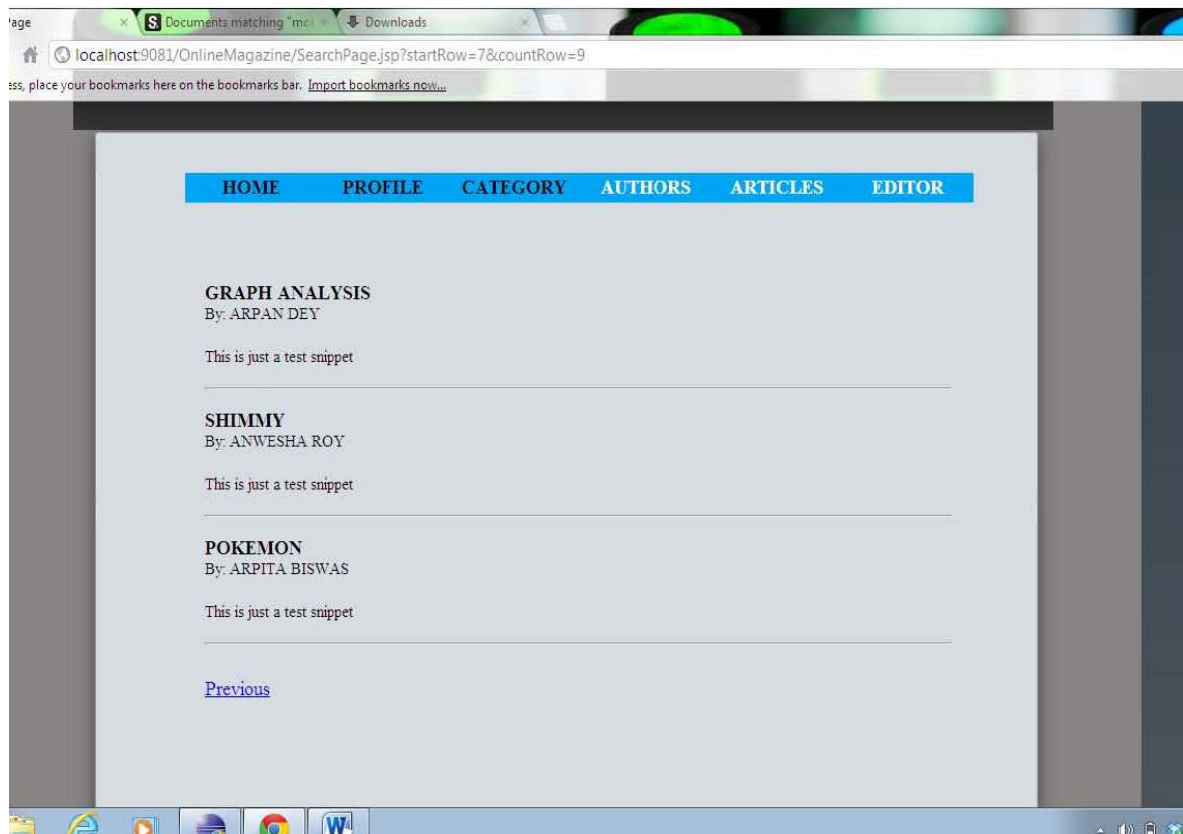 Page
Documents matching "mo
Downloads
localhost:9081/OnlineMagazine/SearchPage.jsp?startRow=7&countRow=9
ess, place your bookmarks here on the bookmarks bar. Import bookmarks now...
HOME PROFILE CATEGORY AUTHORS ARTICLES EDITOR
GRAPH ANALYSIS
By: ARPAN DEY
This is just a test snippet
SHIMMY
By: ANWESHA ROY
This is just a test snippet
POKEMON
By: ARPITA BISWAS
This is just a test snippet
Previous